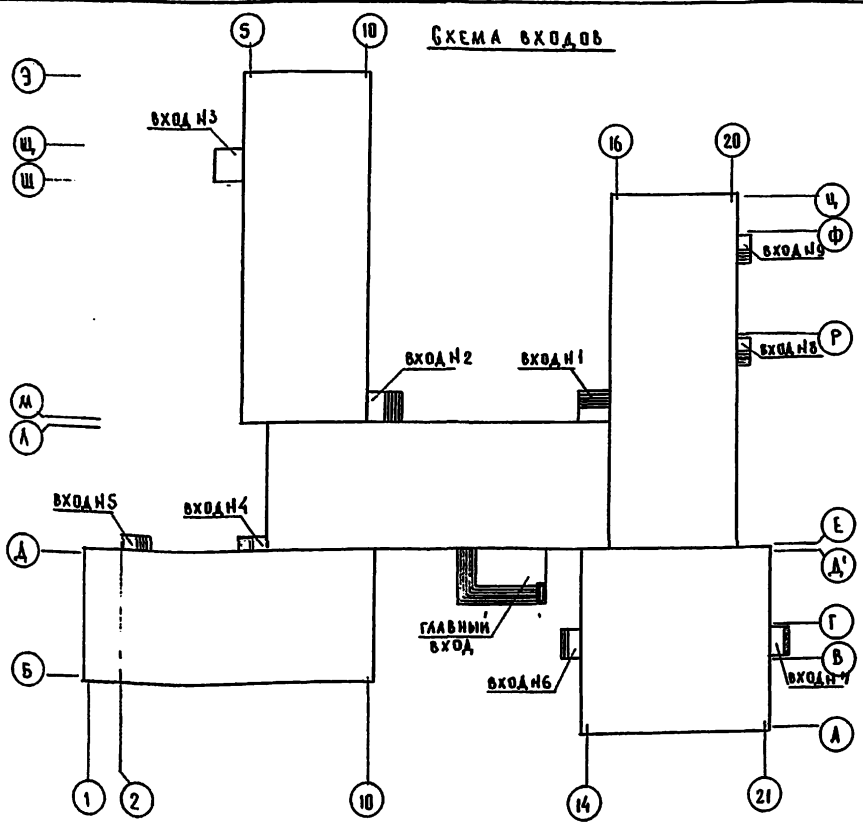 СХЕМА ВХОДОВ
5
10
Э
ВХОД N3
Щ
Ш
16
20
Ц
Ф
ВХОД N9
Р
ВХОД N8
ВХОД N2
ВХОД N1
М
Л
ВХОД N5
ВХОД N4
Е
Д
Д'
ГЛАВНЫЙ
ВХОД
Г
В
Б
ВХОД N6
ВХОД N7
А
1
2
10
14
21